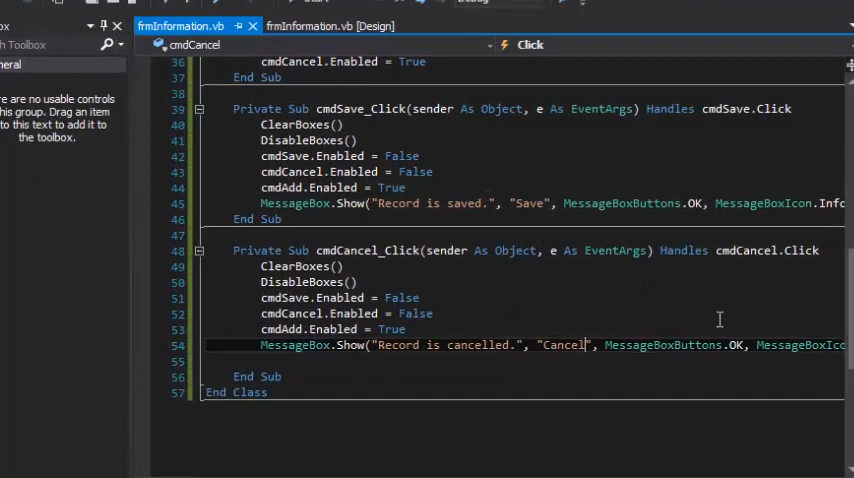 frmInformation.vb frmInformation.vb [Design]
cmdCancel Click
Toolbox
neral
re are no usable controls
his group. Drag an item
to this text to add it to
the toolbox.
36 cmdCancel.Enabled = True
37 End Sub
38
39 Private Sub cmdSave_Click(sender As Object, e As EventArgs) Handles cmdSave.Click
40 ClearBoxes()
41 DisableBoxes()
42 cmdSave.Enabled = False
43 cmdCancel.Enabled = False
44 cmdAdd.Enabled = True
45 MessageBox.Show("Record is saved.", "Save", MessageBoxButtons.OK, MessageBoxIcon.Info
46 End Sub
47
48 Private Sub cmdCancel_Click(sender As Object, e As EventArgs) Handles cmdCancel.Click
49 ClearBoxes()
50 DisableBoxes()
51 cmdSave.Enabled = False
52 cmdCancel.Enabled = False
53 cmdAdd.Enabled = True
54 MessageBox.Show("Record is cancelled.", "Cancel", MessageBoxButtons.OK, MessageBoxIco
55
56 End Sub
57 End Class